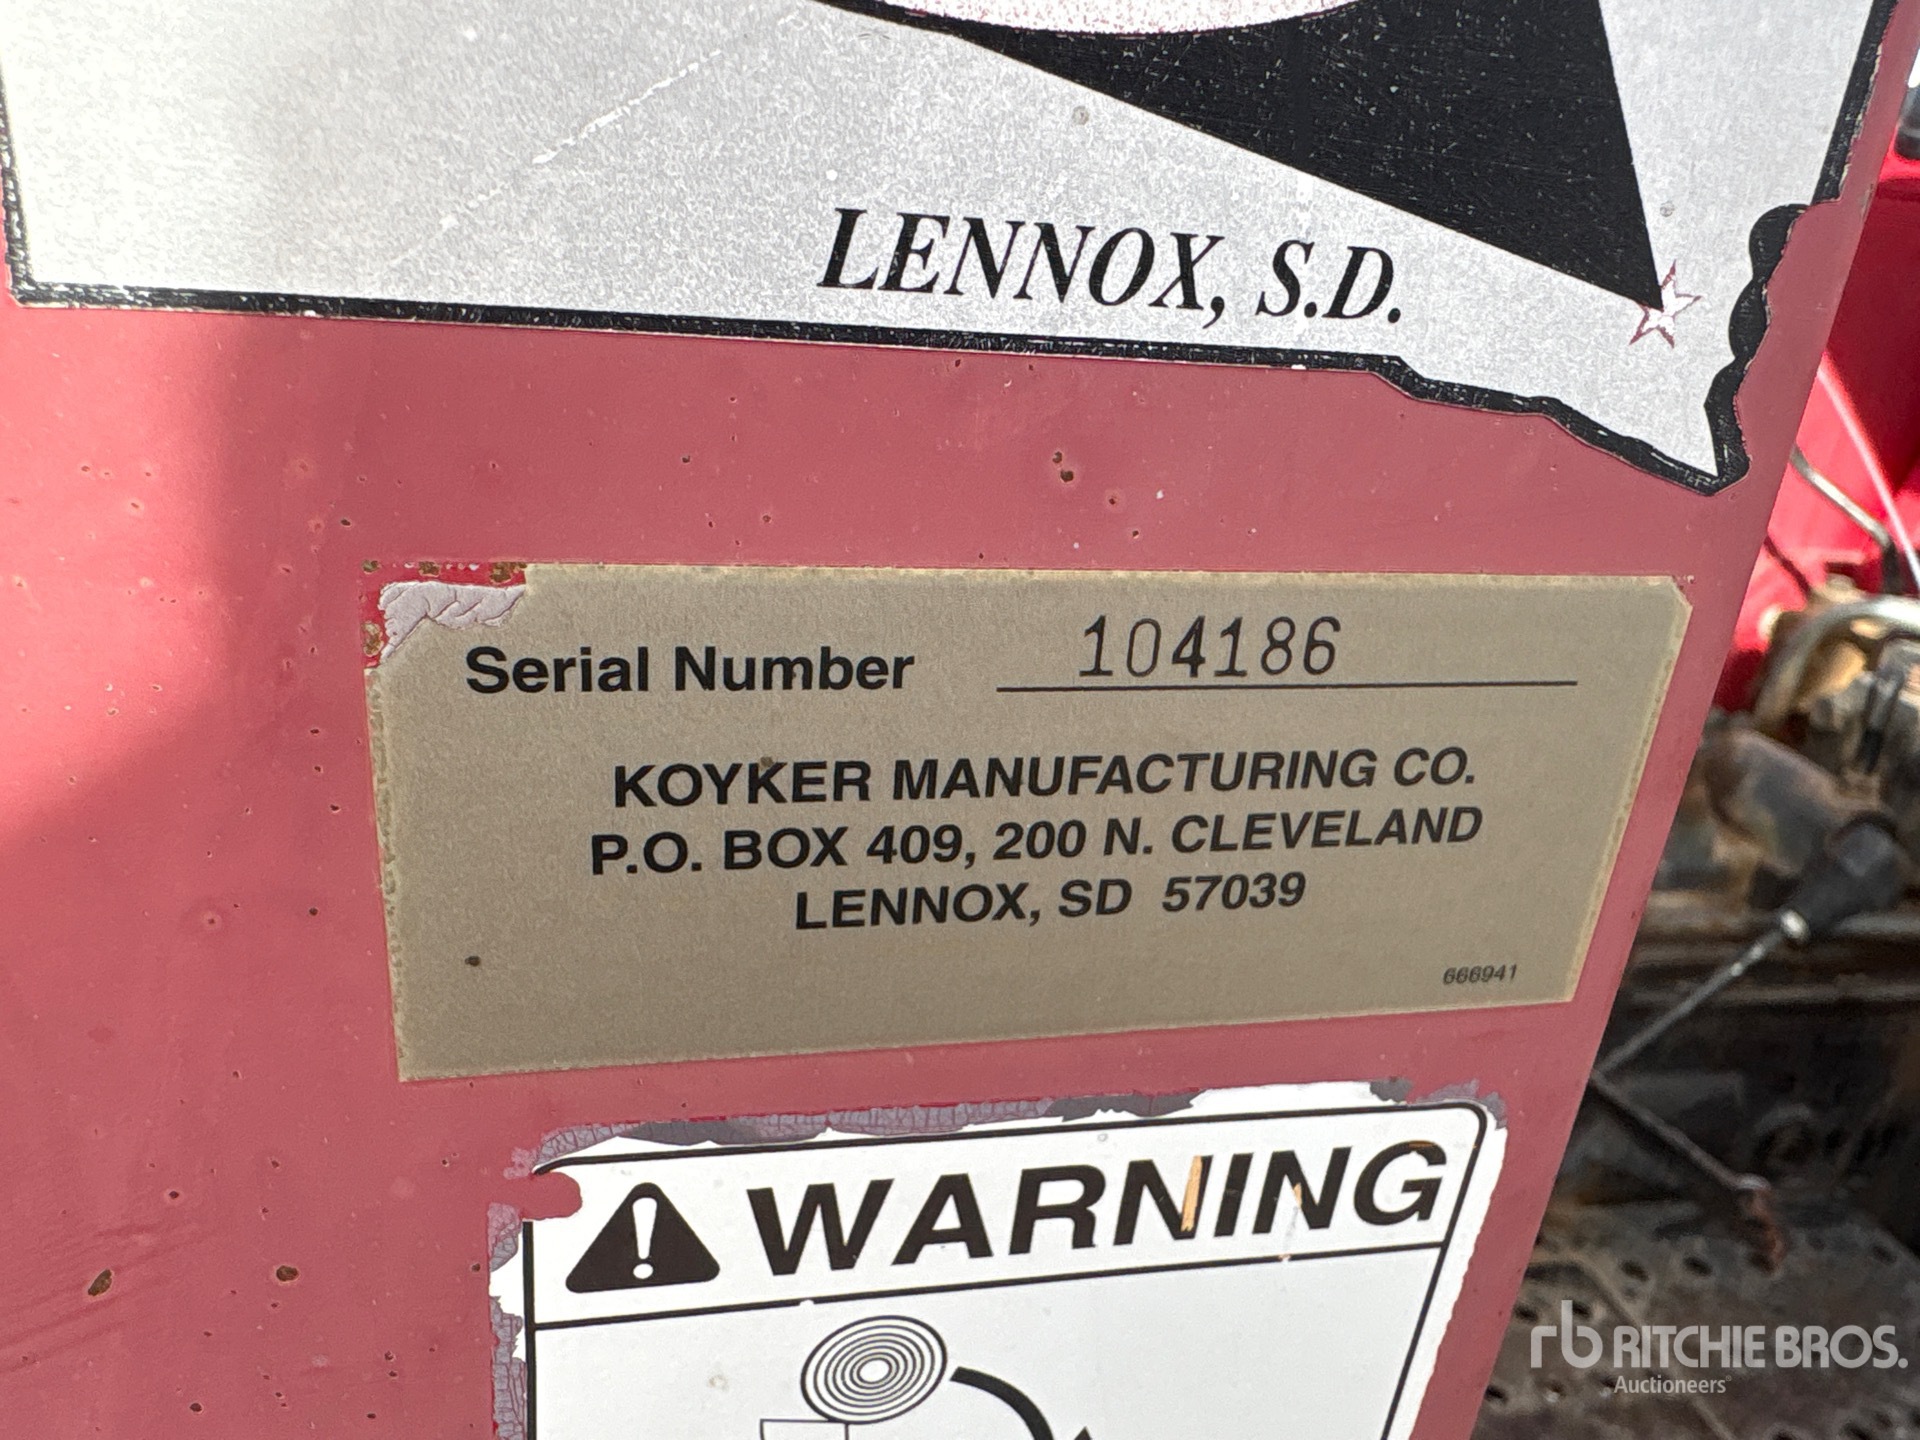 LENNOX, S.D.
Serial Number 104186
KOYKER MANUFACTURING CO.
P.O. BOX 409, 200 N. CLEVELAND
LENNOX, SD 57039
666941
WARNING
rb RITCHIE BROS.
Auctioneers